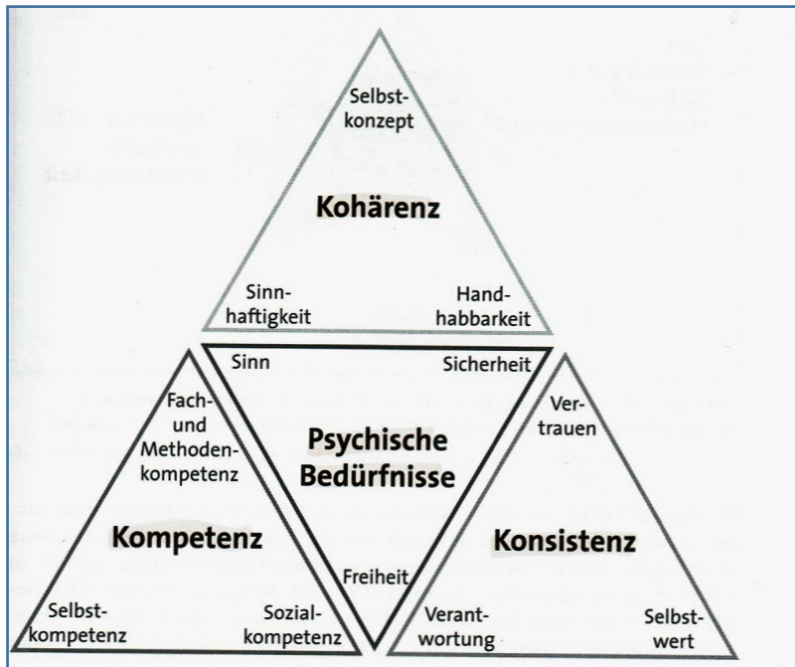 Selbst-
konzept
Kohärenz
Sinn-
haftigkeit
Hand-
habbarkeit
Sinn
Sicherheit
Psychische
Bedürfnisse
Freiheit
Fach-
und
Methoden-
kompetenz
Kompetenz
Selbst-
kompetenz
Sozial-
kompetenz
Ver-
trauen
Konsistenz
Verant-
wortung
Selbst-
wert